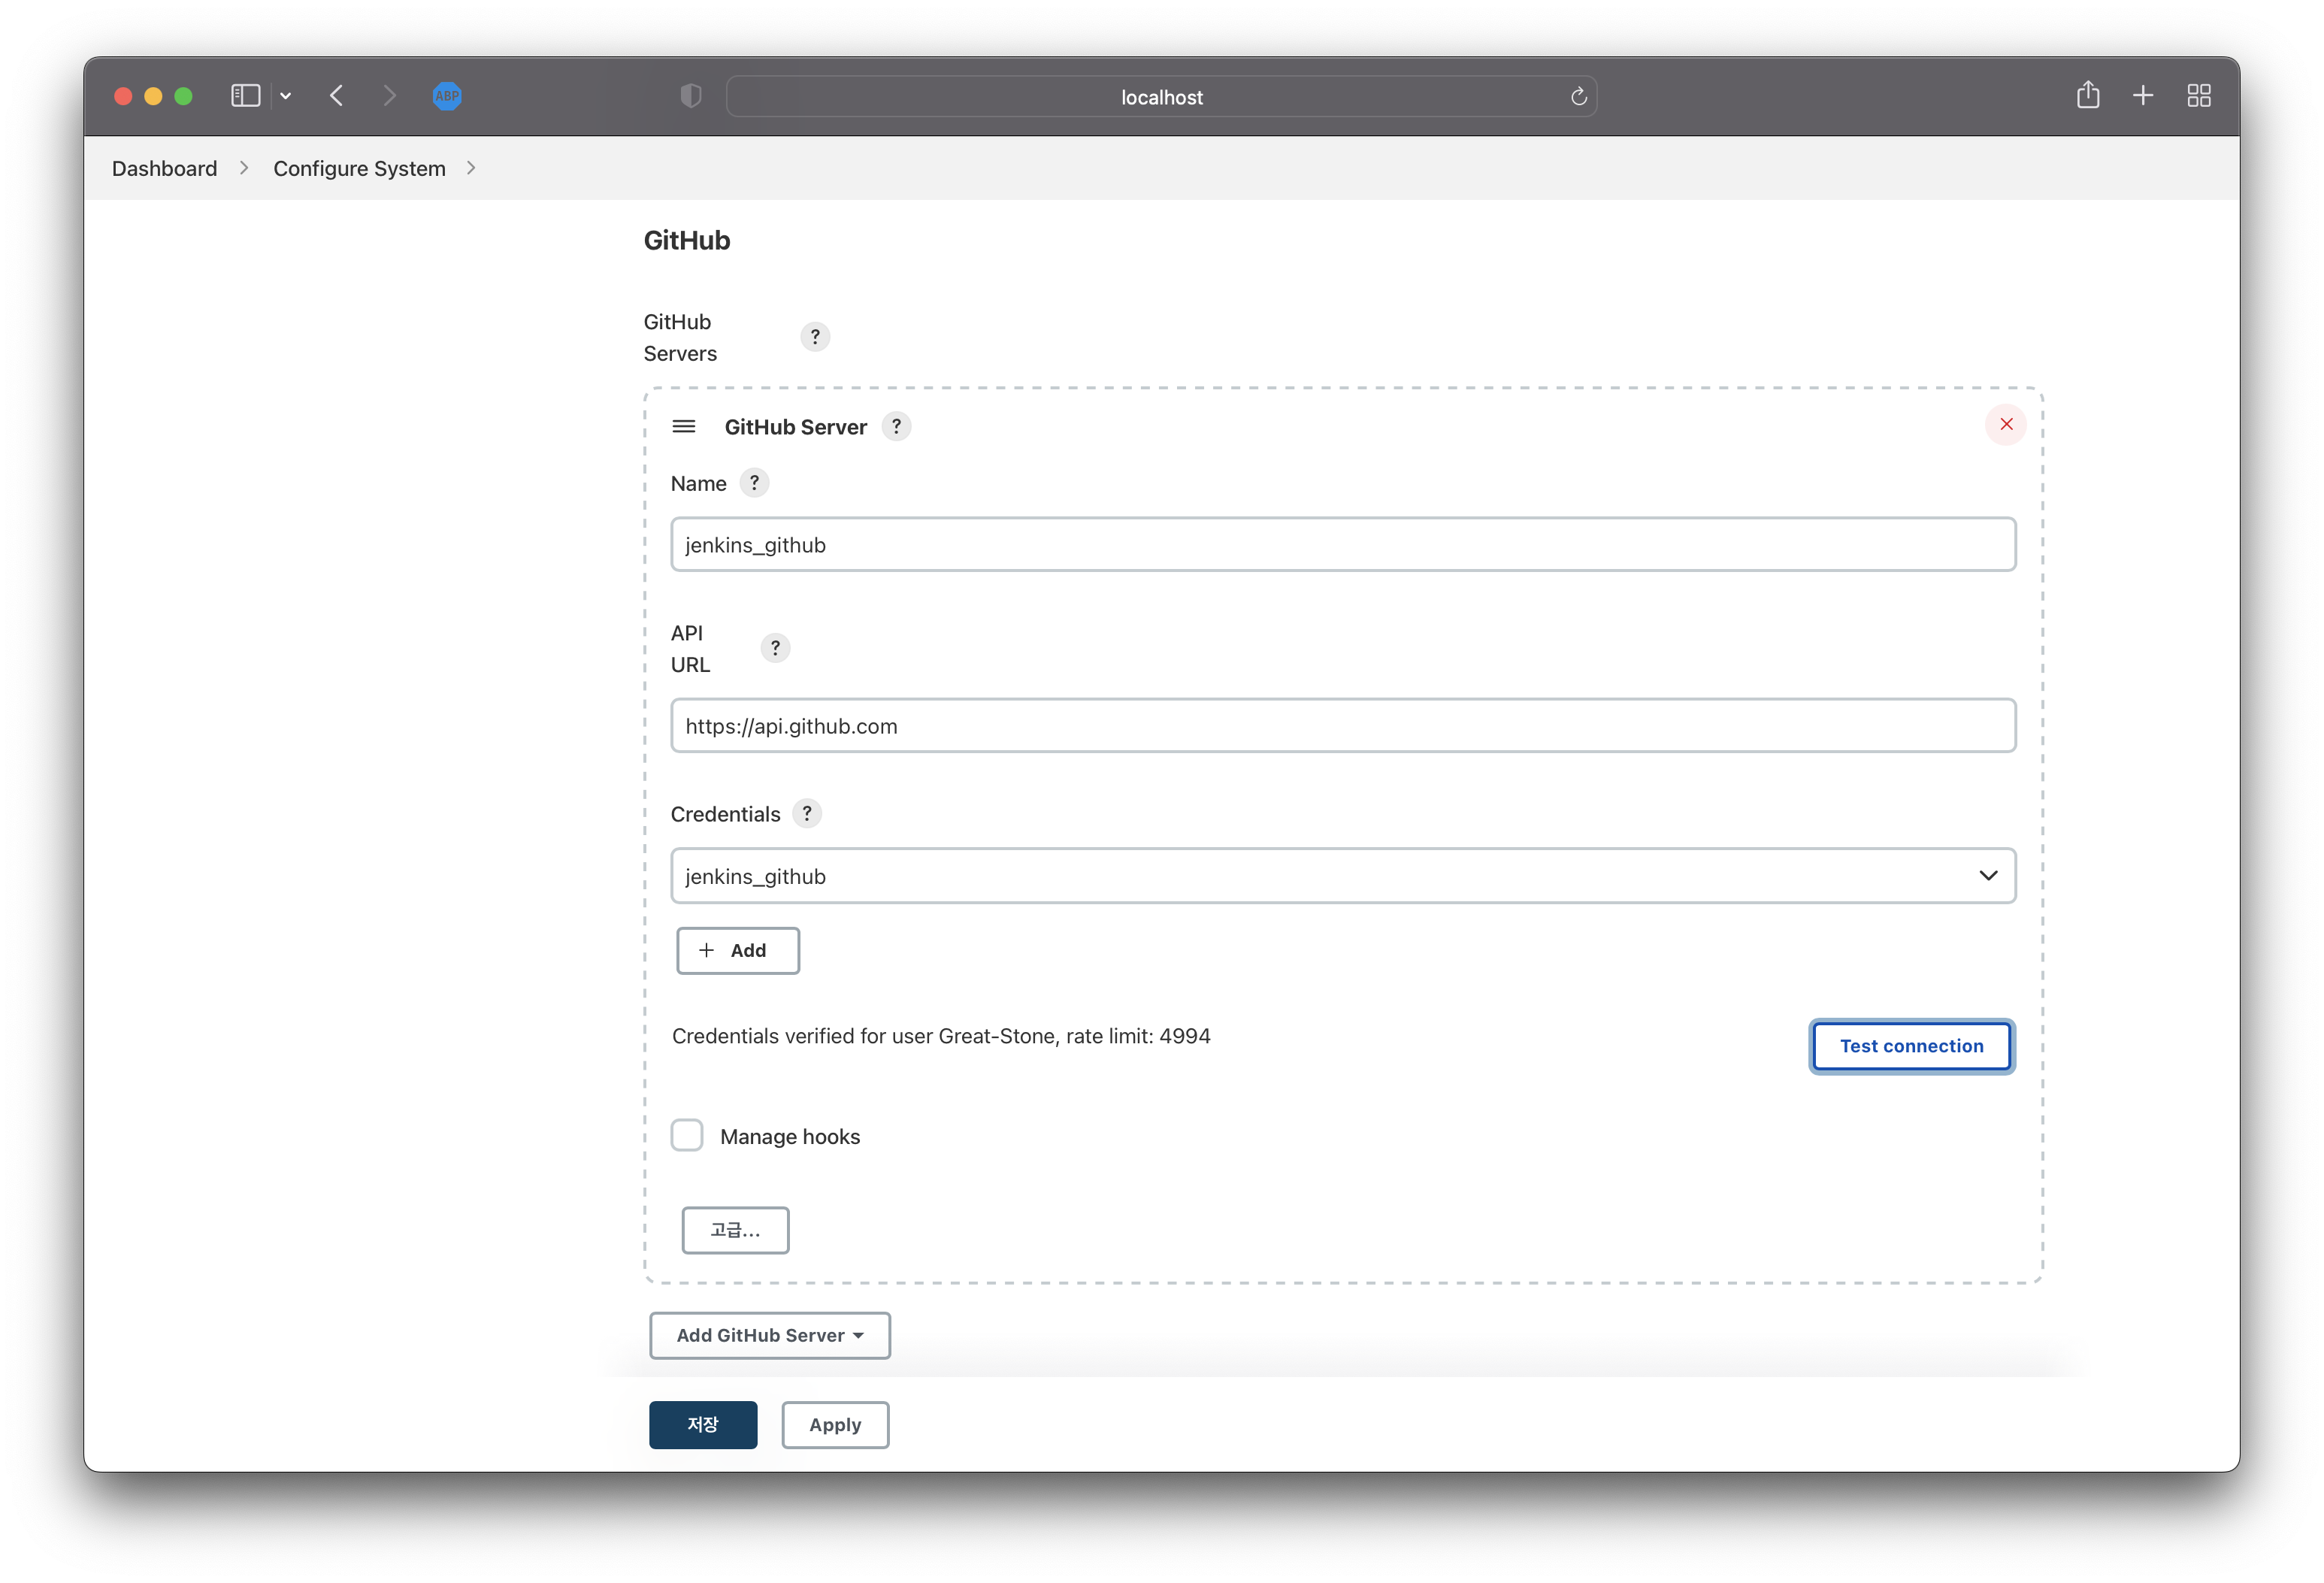 ABP
localhost
Dashboard
Configure System
GitHub
GitHub
Servers
?
GitHub Server ?
Name ?
jenkins_github
API
URL
?
https://api.github.com
Credentials ?
jenkins_github
Add
Credentials verified for user Great-Stone, rate limit: 4994
Test connection
Manage hooks
고급...
Add GitHub Server
저장
Apply